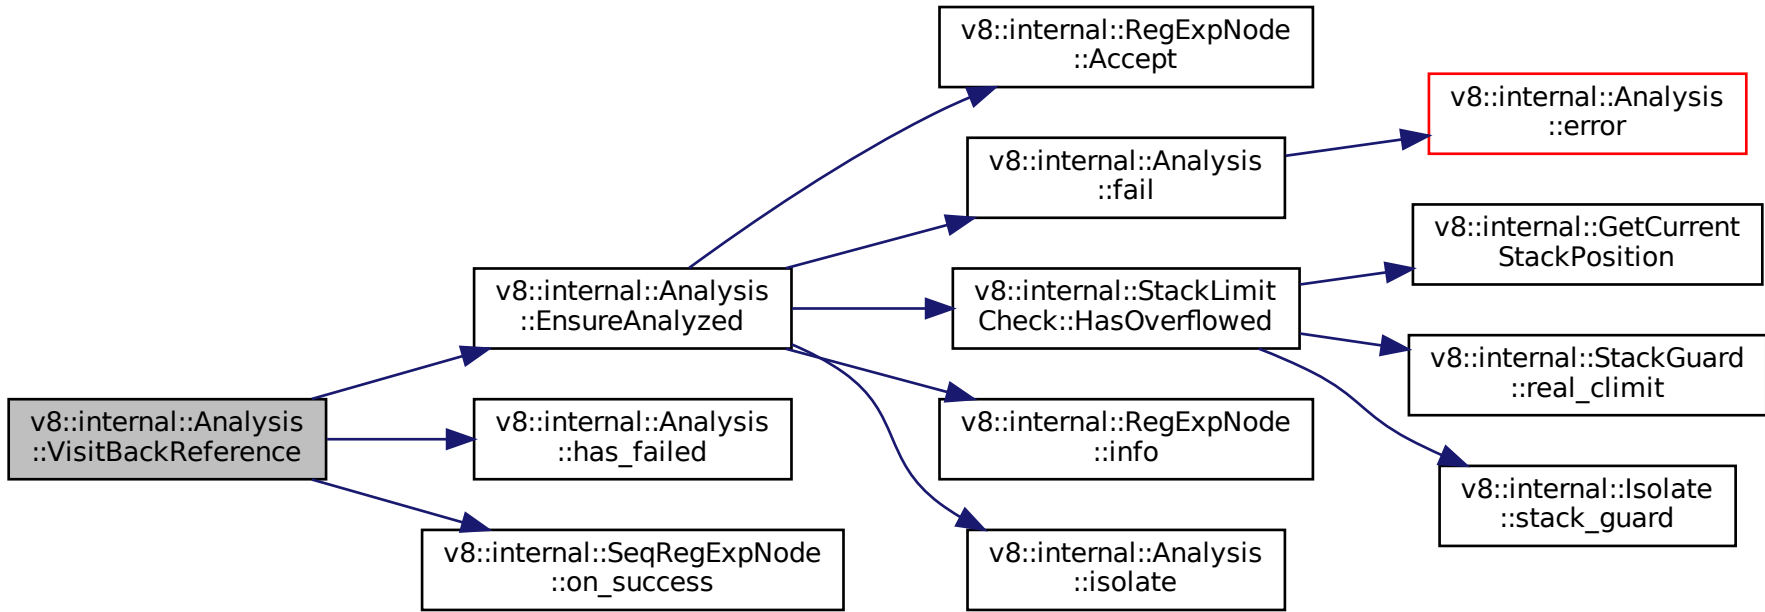 v8::internal::RegExpNode
::Accept
v8::internal::Analysis
::error
v8::internal::Analysis
::fail
v8::internal::GetCurrent
StackPosition
v8::internal::Analysis
::EnsureAnalyzed
v8::internal::StackLimit
Check::HasOverflowed
v8::internal::StackGuard
::real_climit
v8::internal::Analysis
::VisitBackReference
v8::internal::Analysis
::has_failed
v8::internal::RegExpNode
::info
v8::internal::Isolate
::stack_guard
v8::internal::SeqRegExpNode
::on_success
v8::internal::Analysis
::isolate